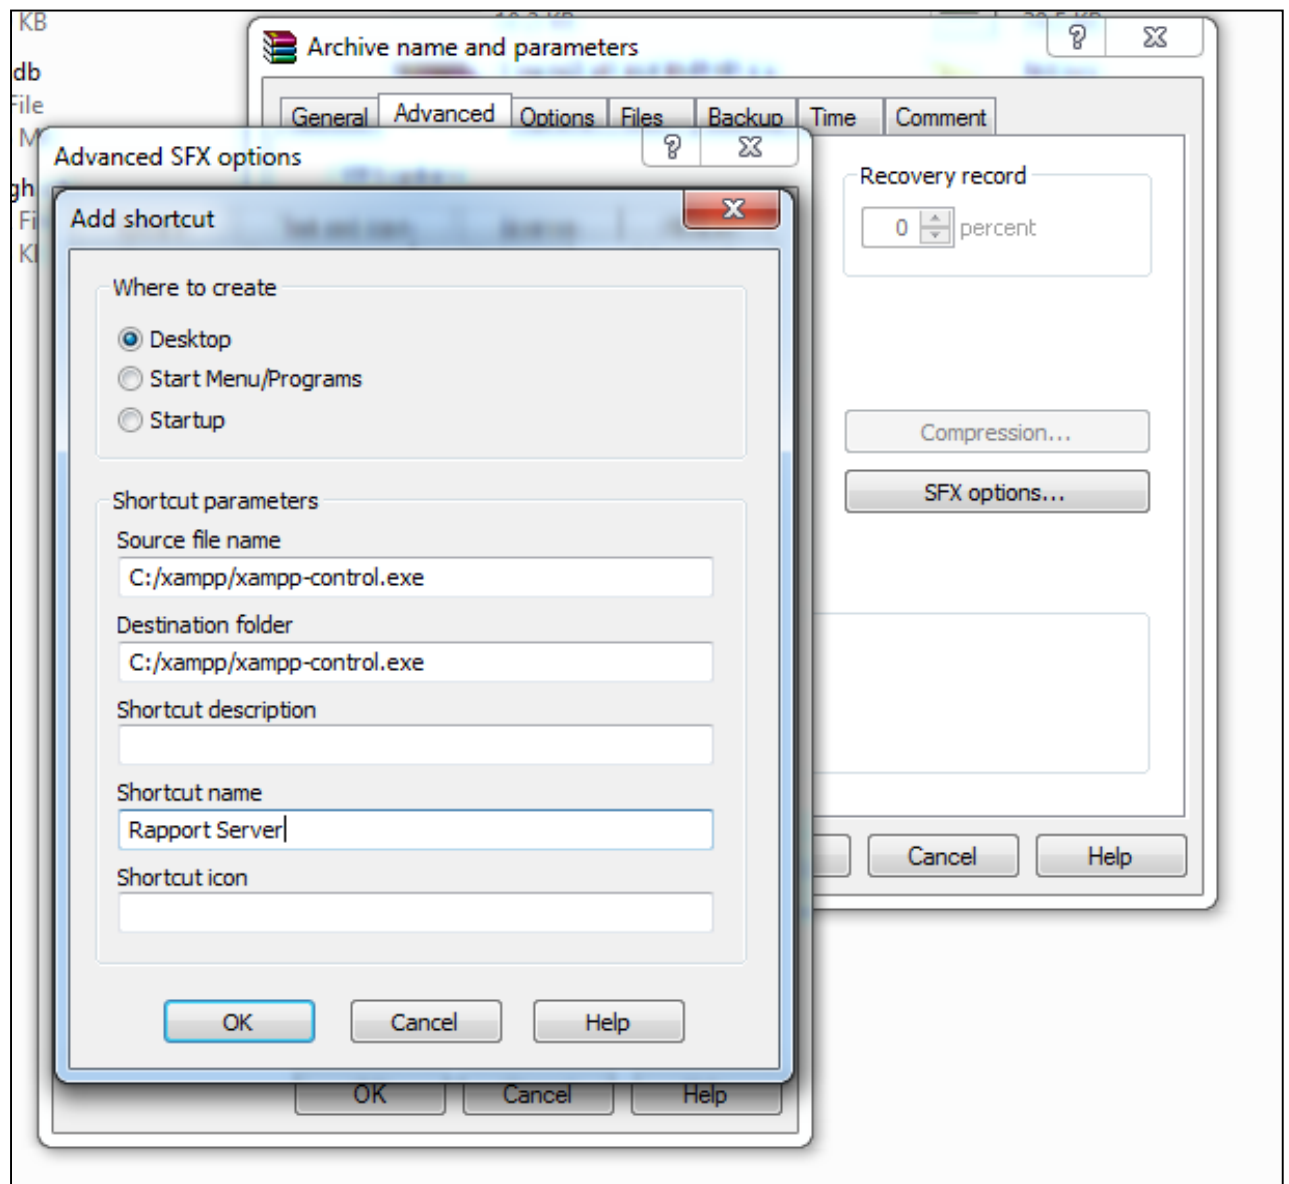 KB
db
File
Archive name and parameters
General
Advanced
Options
Files
Backup
Time
Comment
Advanced SFX options
Recovery record
0
percent
Add shortcut
Where to create
Desktop
Start Menu/Programs
Startup
Compression...
SFX options...
Shortcut parameters
Source file name
C:/xampp/xampp-control.exe
Destination folder
C:/xampp/xampp-control.exe
Shortcut description
Shortcut name
Rapport Server
Shortcut icon
Cancel
Help
OK
Cancel
Help
OK
Cancel
Help